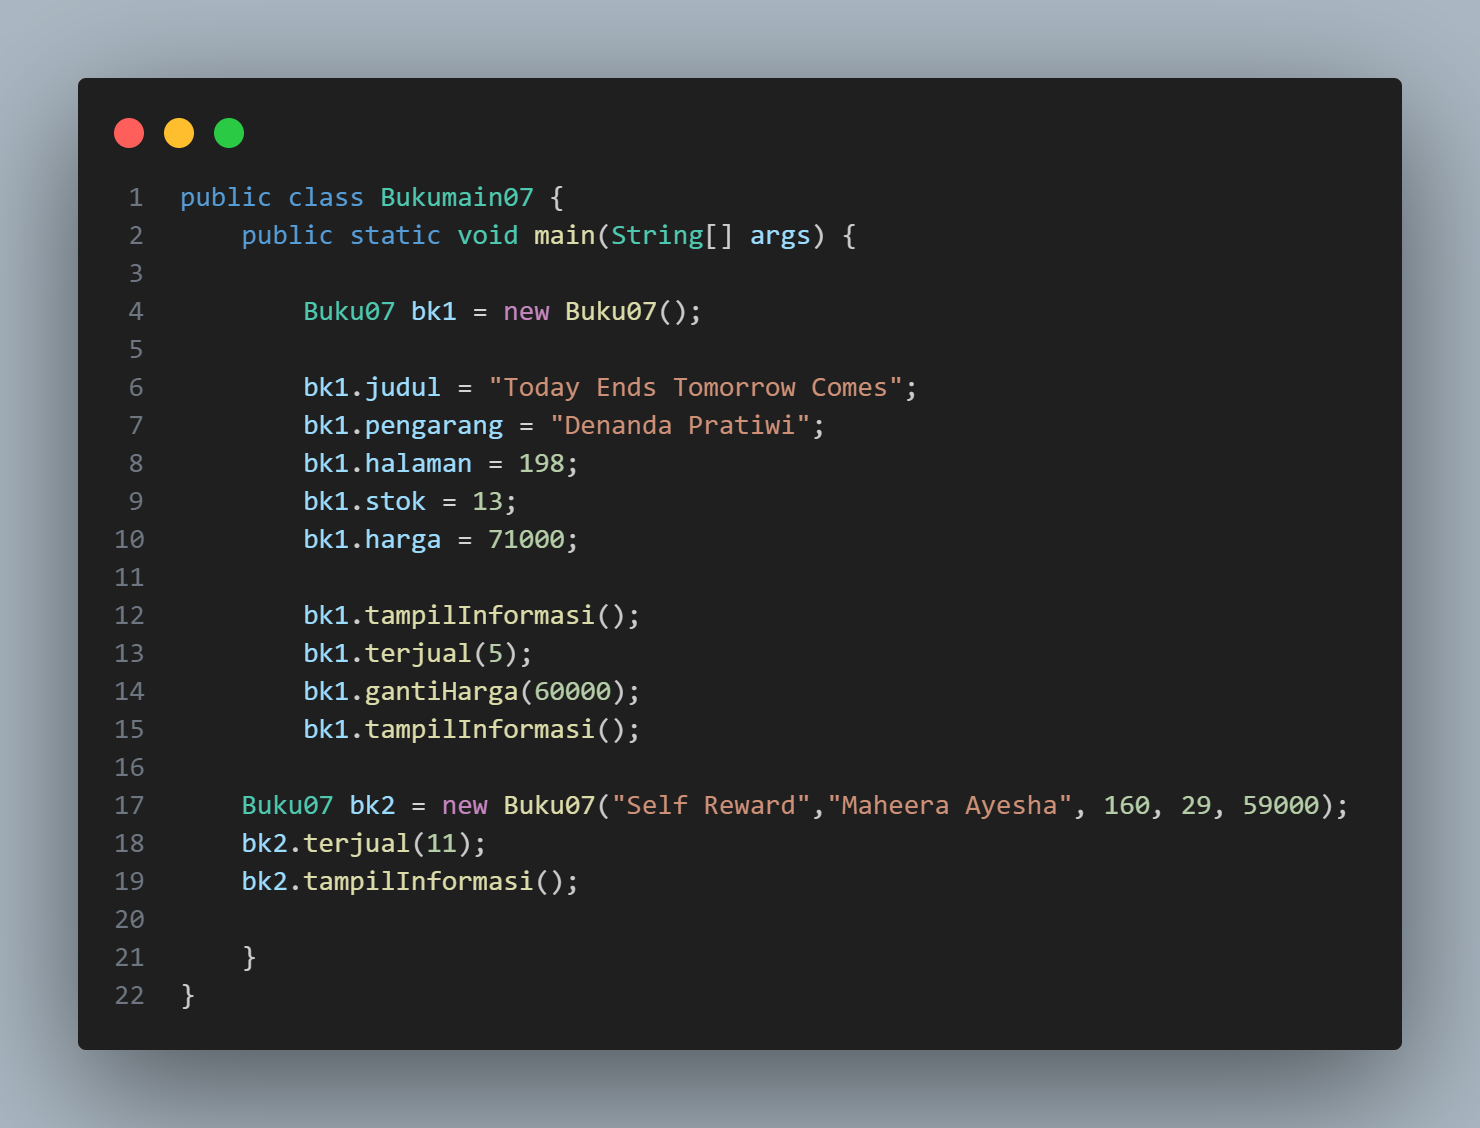 1 public class Bukumain07 {
2     public static void main(String[] args) {
3
4         Buku07 bk1 = new Buku07();
5
6         bk1.judul = "Today Ends Tomorrow Comes";
7         bk1.pengarang = "Denanda Pratiwi";
8         bk1.halaman = 198;
9         bk1.stok = 13;
10         bk1.harga = 71000;
11
12         bk1.tampilInformasi();
13         bk1.terjual(5);
14         bk1.gantiHarga(60000);
15         bk1.tampilInformasi();
16
17     Buku07 bk2 = new Buku07("Self Reward","Maheera Ayesha", 160, 29, 59000);
18     bk2.terjual(11);
19     bk2.tampilInformasi();
20
21     }
22 }